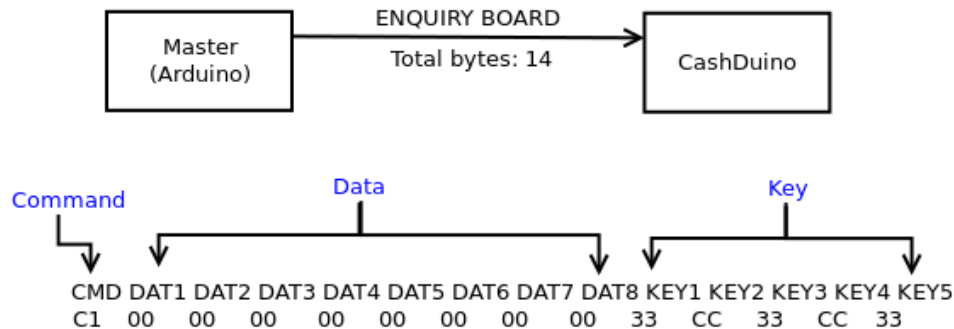 ENQUIRY BOARD
Master
(Arduino)
Total bytes: 14
CashDuino
Data
Key
Command
CMD DAT1 DAT2 DAT3 DAT4 DAT5 DAT6 DAT7 DAT8 KEY1 KEY2 KEY3 KEY4 KEY5
C1 00 00 00 00 00 00 00 00 33 CC 33 CC 33